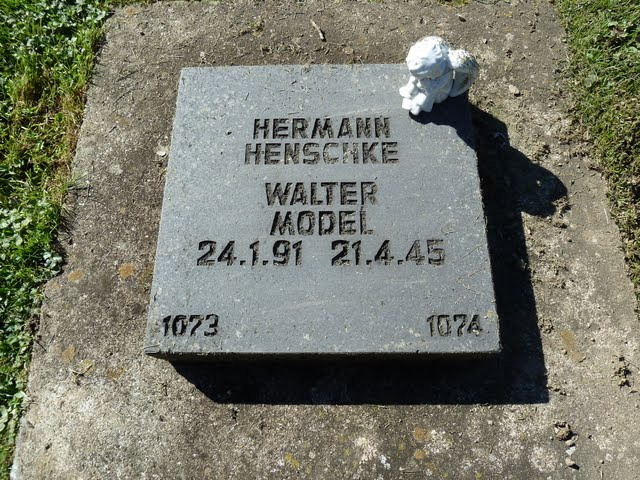 HERMANN
HENSCHKE
WALTER
MODEL
24.1.91 21.4.45
1073 1074